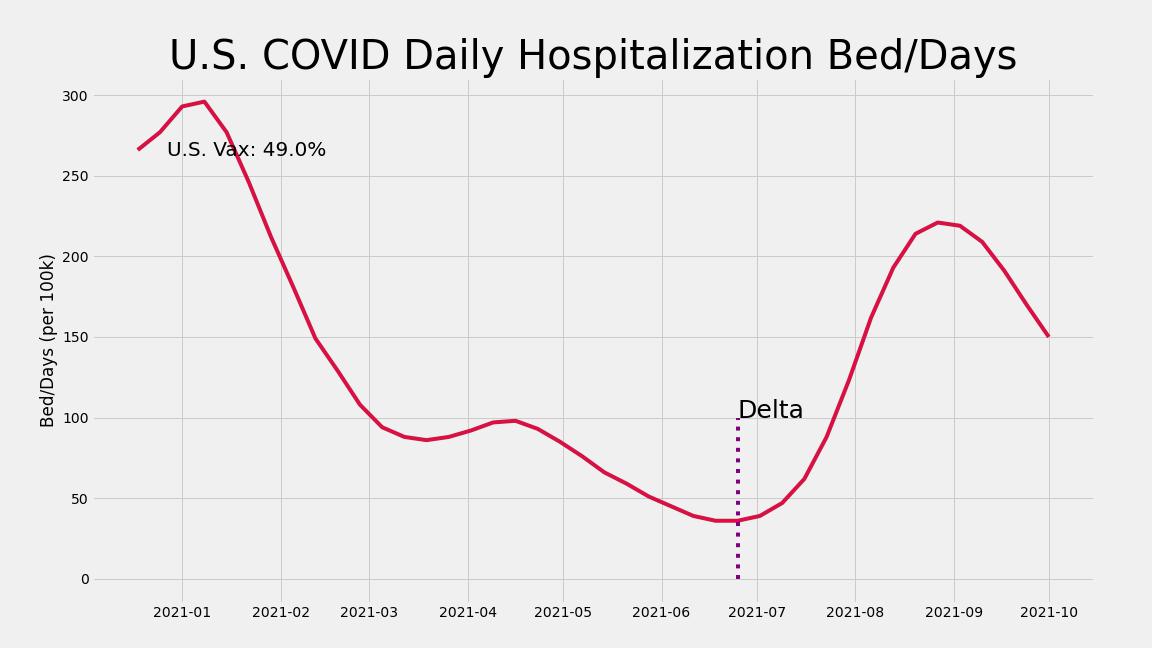 U.S. COVID Daily Hospitalization Bed/Days
300
U.S. Vax: 49.0%
250
200
Bed/Days (per 100k)
150
100
Delta
50
0
2021-01 2021-02 2021-03 2021-04 2021-05 2021-06 2021-07 2021-08 2021-09 2021-10